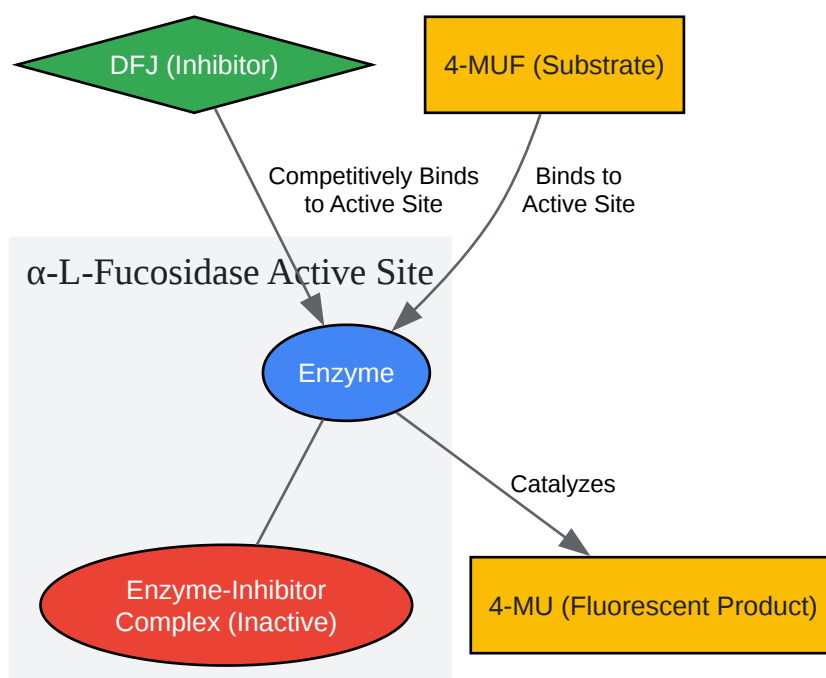 DFJ (Inhibitor)
4-MUF (Substrate)
Competitively Binds
to Active Site
Binds to
Active Site
α-L-Fucosidase Active Site
Enzyme
Catalyzes
Enzyme-Inhibitor
Complex (Inactive)
4-MU (Fluorescent Product)